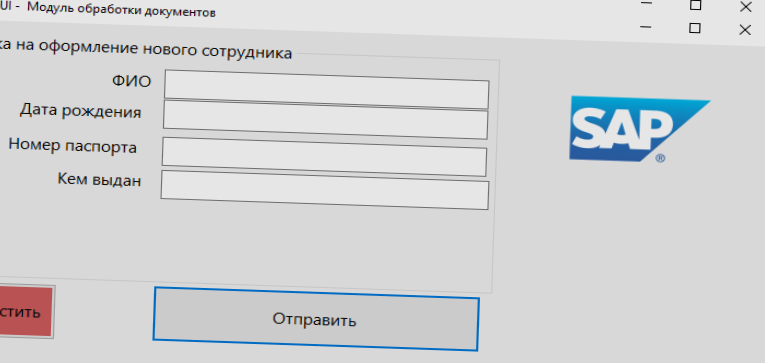 UI - Модуль обработки документов
ка на оформление нового сотрудника
ФИО
Дата рождения
Номер паспорта
Кем выдан
SAP®
стить Отправить